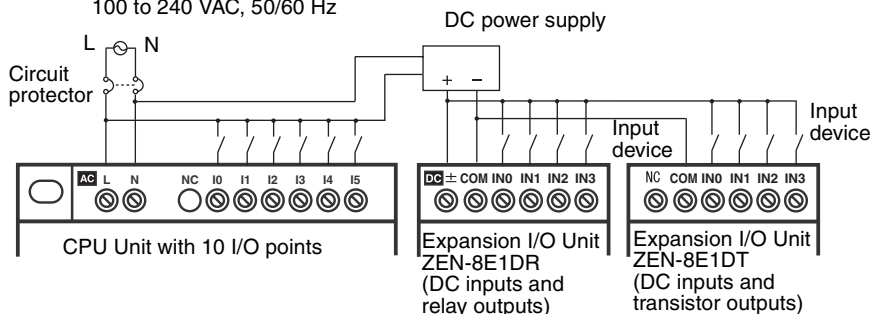 100 to 240 VAC, 50/60 Hz
DC power supply
L N
Circuit
protector
+ −
Input
device
Input
device
AC L N NC I0 I1 I2 I3 I4 I5
DC ± COM IN0 IN1 IN2 IN3
NC COM IN0 IN1 IN2 IN3
CPU Unit with 10 I/O points
Expansion I/O Unit
ZEN-8E1DR
(DC inputs and
relay outputs)
Expansion I/O Unit
ZEN-8E1DT
(DC inputs and
transistor outputs)